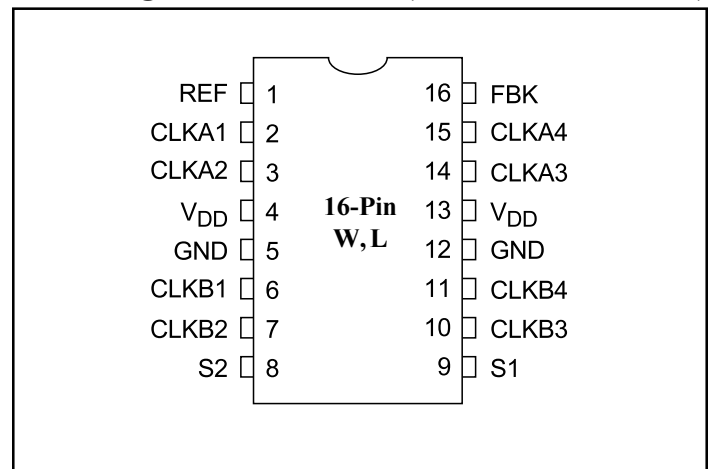 REF 1 16 FBK
CLKA1 2 15 CLKA4
CLKA2 3 14 CLKA3
VDD 4 16-Pin 13 VDD
GND 5 W, L 12 GND
CLKB1 6 11 CLKB4
CLKB2 7 10 CLKB3
S2 8 9 S1